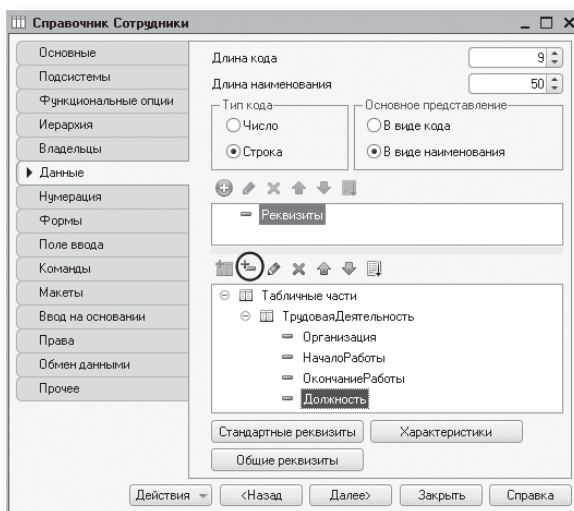 Справочник Сотрудники
Основные
Подсистемы
Функциональные опции
Иерархия
Владельцы
Данные
Нумерация
Формы
Поле ввода
Команды
Макеты
Ввод на основании
Права
Обмен данными
Прочее
Длина кода 9
Длина наименования 50
Тип кода
Число
Строка
Основное представление
В виде кода
В виде наименования
Реквизиты
Табличные части
ТрудоваяДеятельность
Организация
НачалоРаботы
ОкончаниеРаботы
Должность
Стандартные реквизиты Характеристики
Общие реквизиты
Действия <Назад Далее> Закрыть Справка